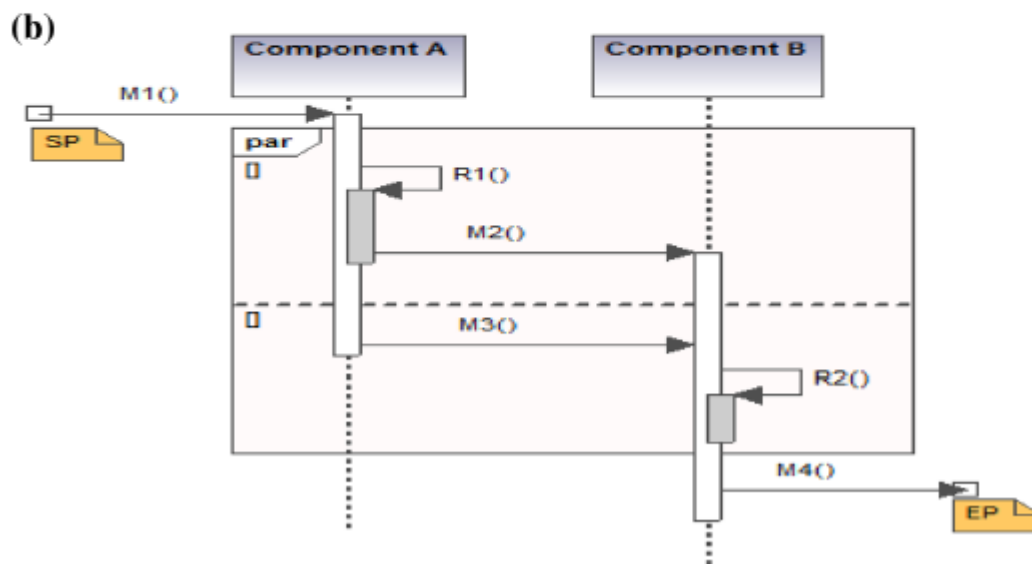 (b)
Component A
Component B
M1()
SP
par
[]
R1()
M2()
[]
M3()
R2()
M4()
EP